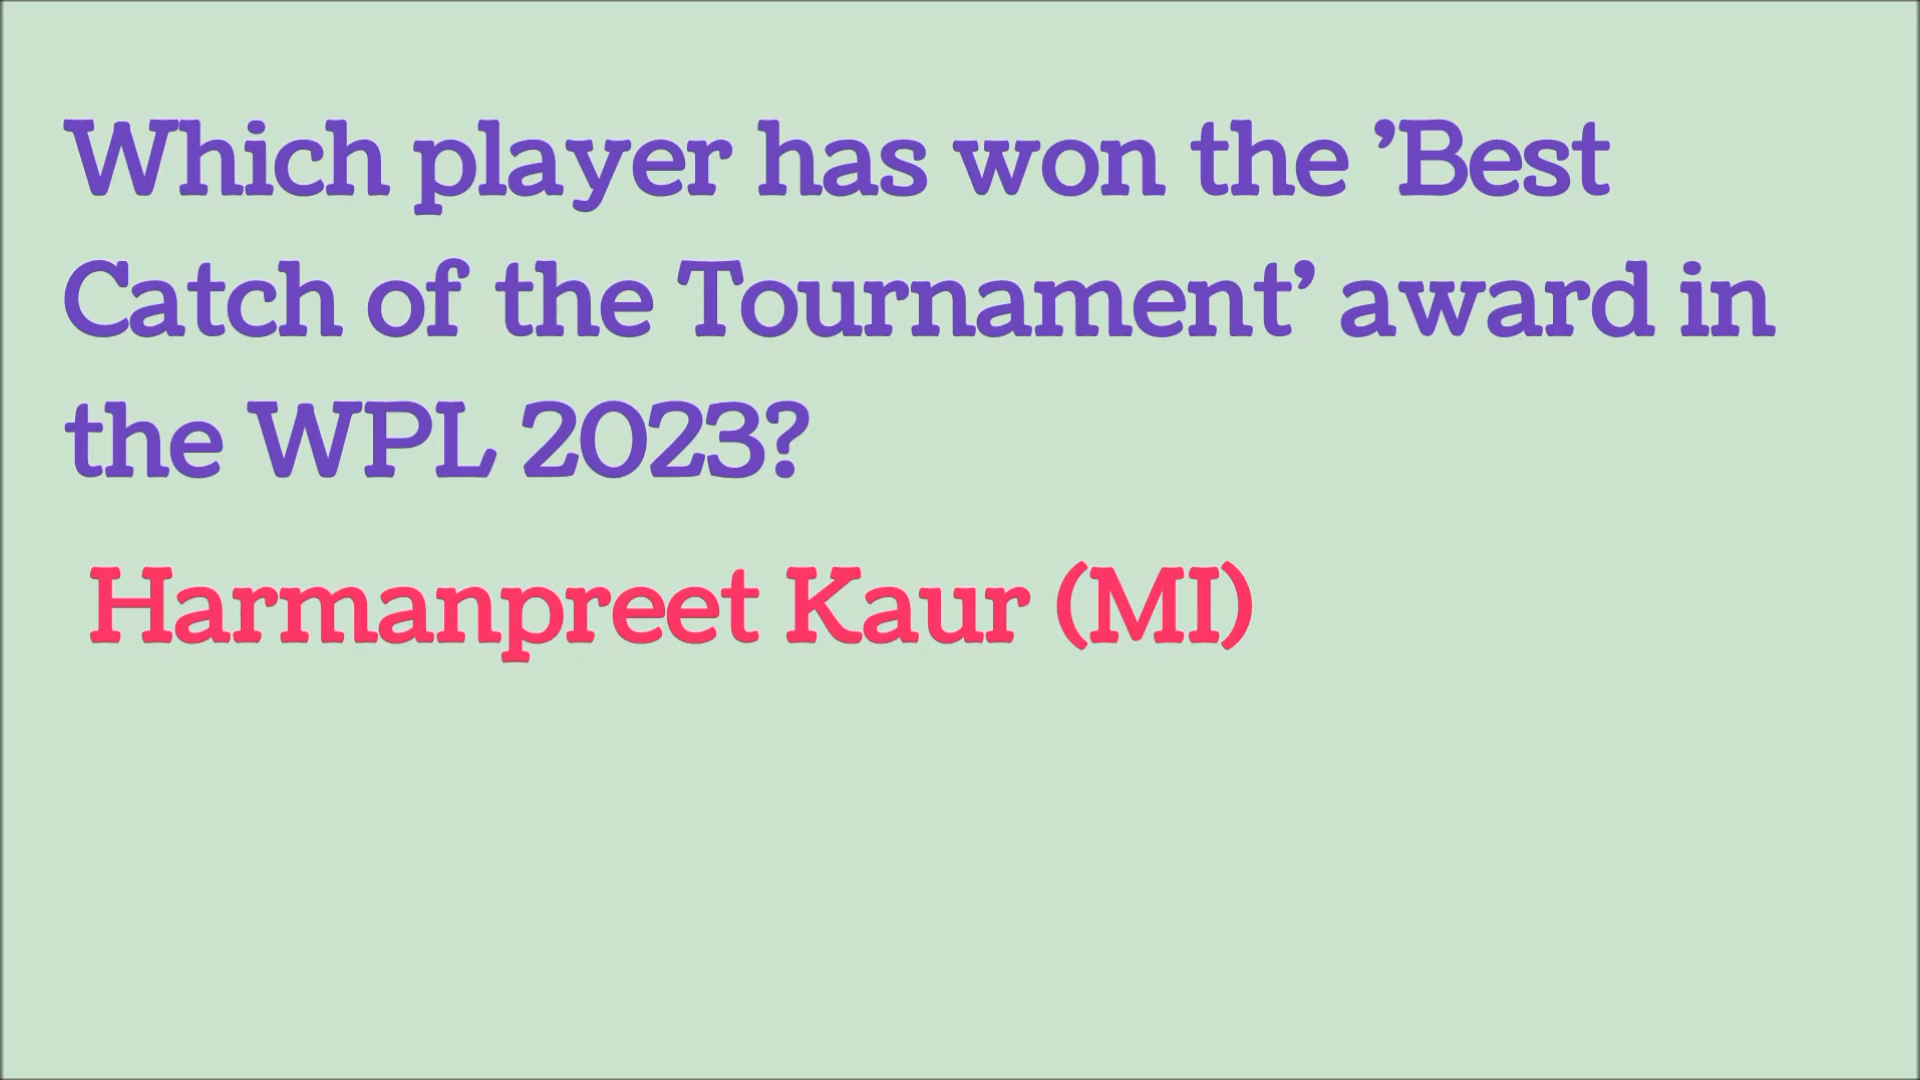 Which player has won the ’Best
Catch of the Tournament’ award in
the WPL 2023?
Harmanpreet Kaur (MI)